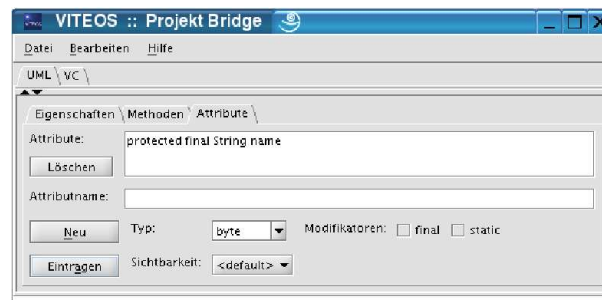 VITEOS :: Projekt Bridge
Datei Bearbeiten Hilfe
UML VC
Eigenschaften Methoden Attribute
Attribute: protected final String name
Löschen
Attributname:
Neu Typ: byte Modifikatoren: final static
Eintragen Sichtbarkeit: <default>